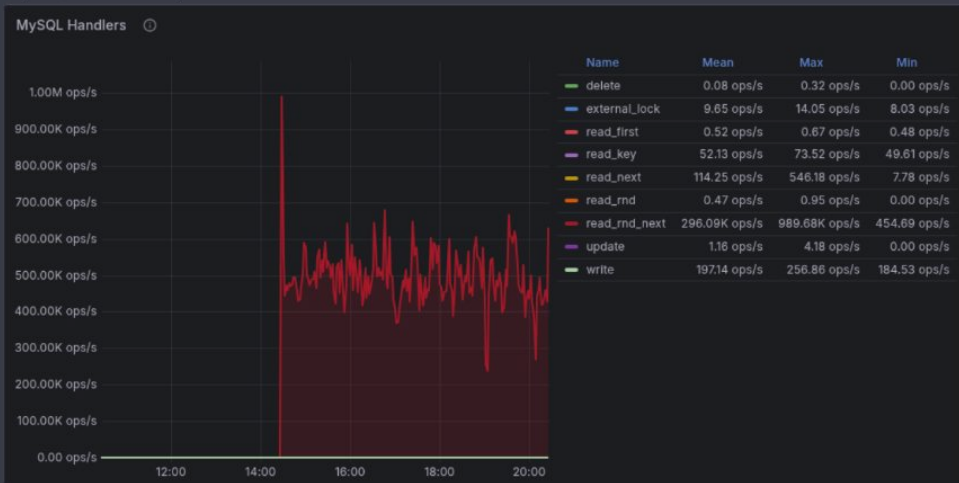 MySQL Handlers
1.00M ops/s
900.00K ops/s
800.00K ops/s
700.00K ops/s
600.00K ops/s
500.00K ops/s
400.00K ops/s
300.00K ops/s
200.00K ops/s
100.00K ops/s
0.00 ops/s
12:00 14:00 16:00 18:00 20:00
Name Mean Max Min
delete 0.08 ops/s 0.32 ops/s 0.00 ops/s
external_lock 9.65 ops/s 14.05 ops/s 8.03 ops/s
read_first 0.52 ops/s 0.67 ops/s 0.48 ops/s
read_key 52.13 ops/s 73.52 ops/s 49.61 ops/s
read_next 114.25 ops/s 546.18 ops/s 7.78 ops/s
read_rnd 0.47 ops/s 0.95 ops/s 0.00 ops/s
read_rnd_next 296.09K ops/s 989.68K ops/s 454.69 ops/s
update 1.16 ops/s 4.18 ops/s 0.00 ops/s
write 197.14 ops/s 256.86 ops/s 184.53 ops/s